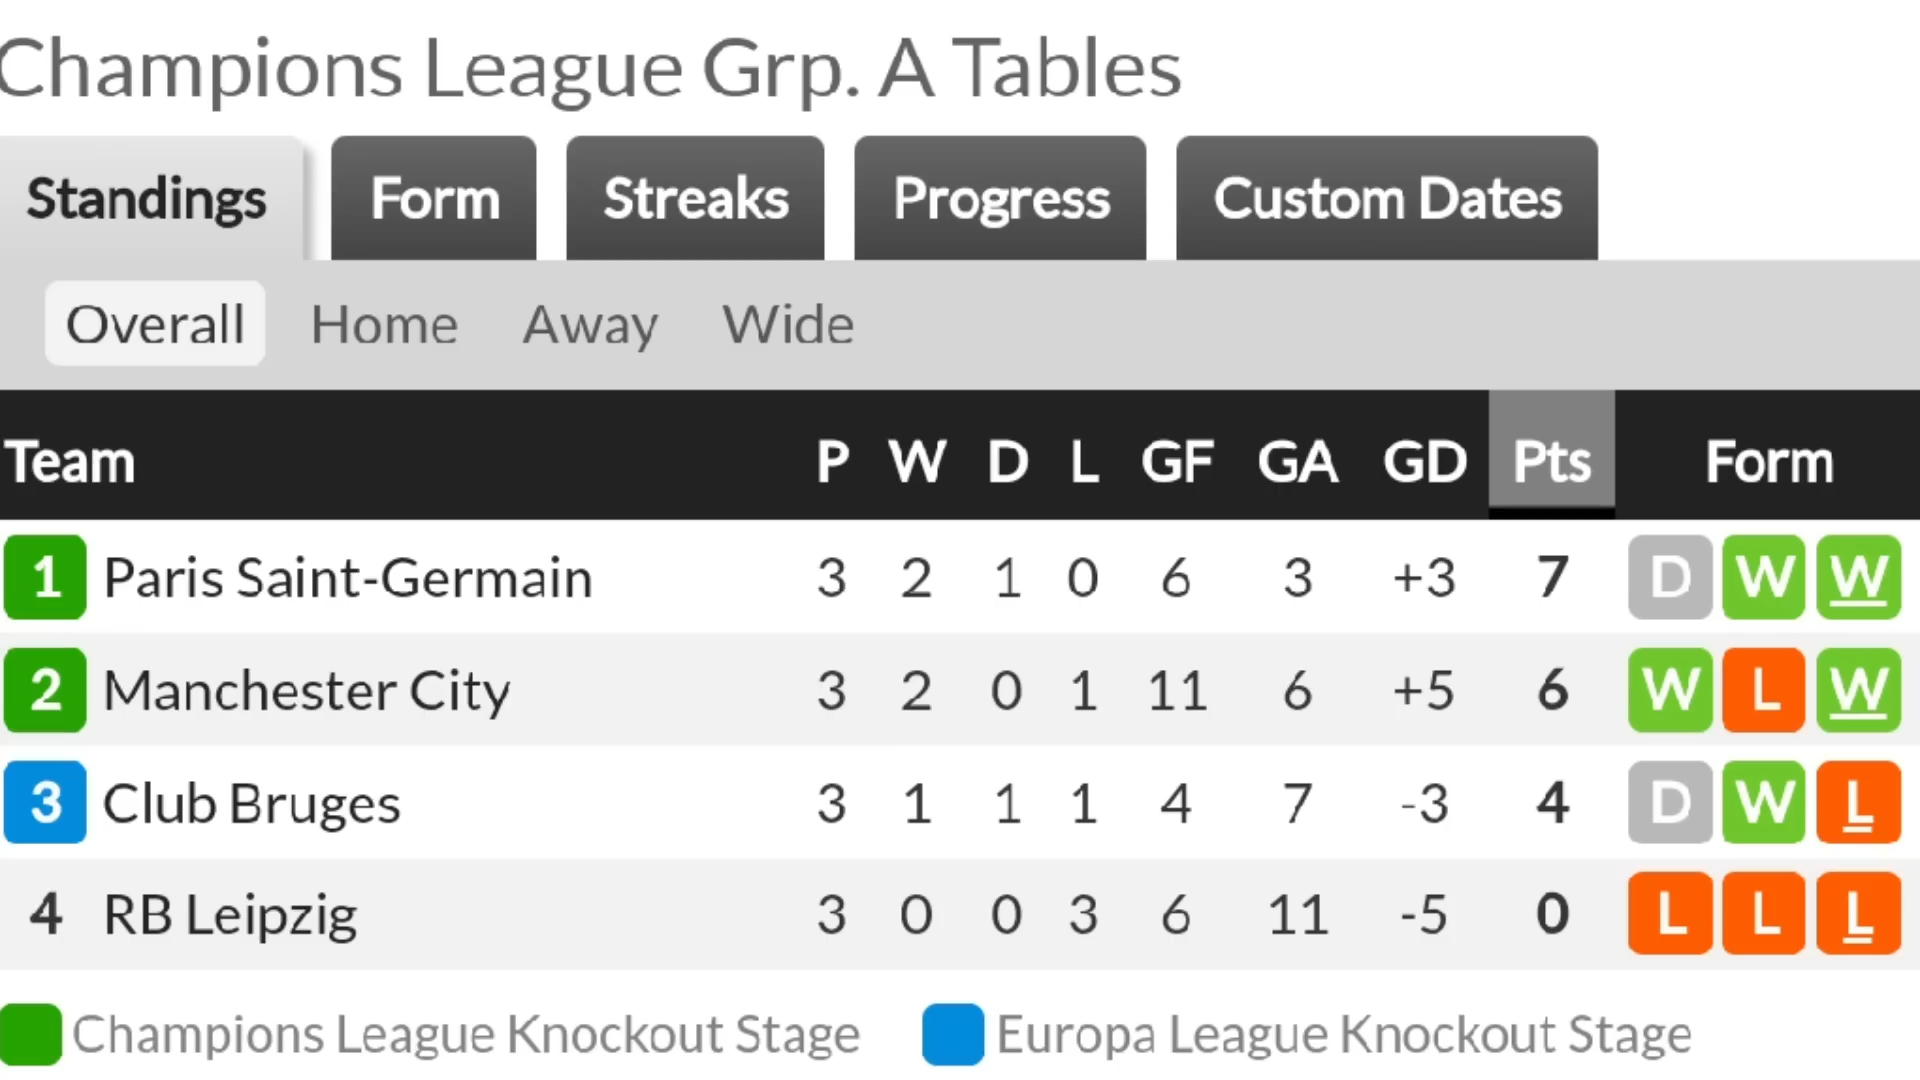 Champions League Grp. A Tables
Standings Form Streaks Progress Custom Dates
Overall Home Away Wide
Team P W D L GF GA GD Pts Form
1 Paris Saint-Germain 3 2 1 0 6 3 +3 7 D W W
2 Manchester City 3 2 0 1 11 6 +5 6 W L W
3 Club Bruges 3 1 1 1 4 7 -3 4 D W L
4 RB Leipzig 3 0 0 3 6 11 -5 0 L L L
Champions League Knockout Stage Europa League Knockout Stage